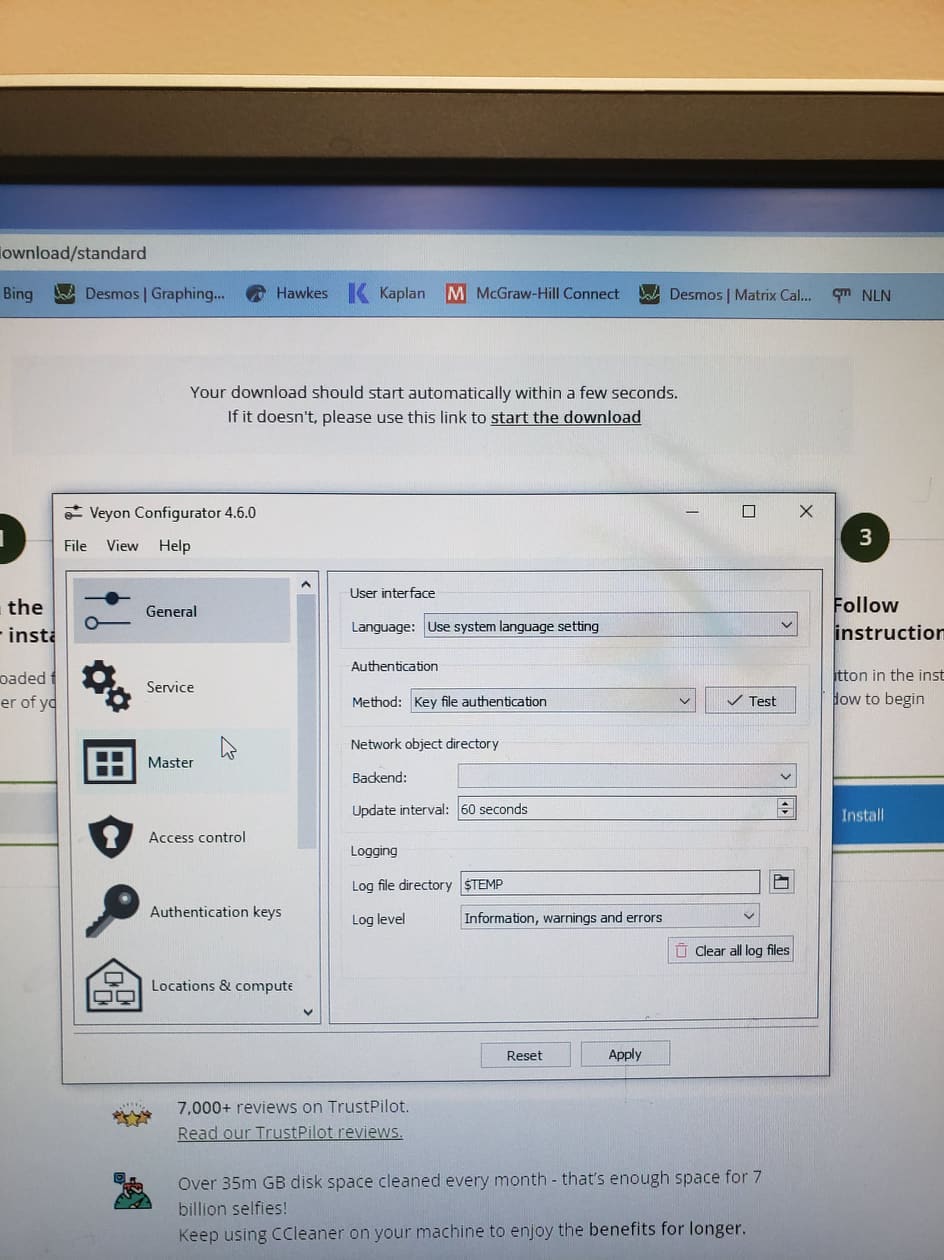 ownload/standard
Bing Desmos | Graphing... Hawkes Kaplan M McGraw-Hill Connect Desmos | Matrix Cal... NLN
Your download should start automatically within a few seconds.
If it doesn't, please use this link to start the download
Veyon Configurator 4.6.0
File View Help
General
Service
Master
Access control
Authentication keys
Locations & compute
User interface
Language: Use system language setting
Authentication
Method: Key file authentication Test
Network object directory
Backend:
Update interval: 60 seconds
Logging
Log file directory $TEMP
Log level Information, warnings and errors
Clear all log files
Reset Apply
the
insta
oaded
er of yo
3
Follow
instruction
tton in the inst
dow to begin
Install
7,000+ reviews on TrustPilot.
Read our TrustPilot reviews.
Over 35m GB disk space cleaned every month - that's enough space for 7
billion selfies!
Keep using CCleaner on your machine to enjoy the benefits for longer.